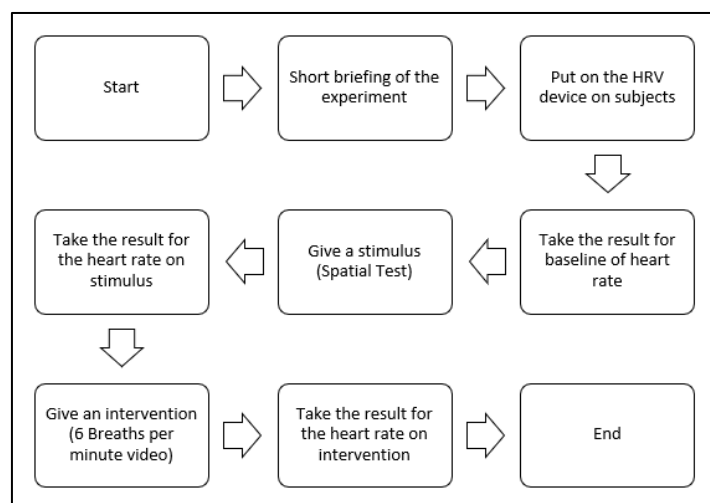 Start
Short briefing of the
experiment
Put on the HRV
device on subjects
Take the result for
baseline of heart
rate
Give a stimulus
(Spatial Test)
Take the result for
the heart rate on
stimulus
Give an intervention
(6 Breaths per
minute video)
Take the result for
the heart rate on
intervention
End